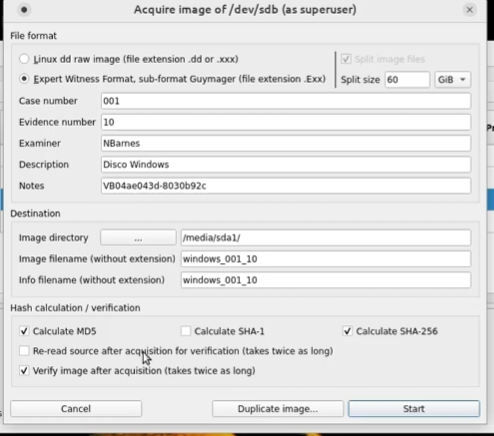 Acquire image of /dev/sdb (as superuser)
File format
Linux dd raw image (file extension .dd or .xxx)
Split image files
Expert Witness Format, sub-format Guymager (file extension .Exx)
Split size 60 GiB
Case number 001
Evidence number 10
Examiner NBarnes
Description Disco Windows
Notes VB04ae043d-8030b92c
Destination
Image directory ... /media/sda1/
Image filename (without extension) windows_001_10
Info filename (without extension) windows_001_10
Hash calculation / verification
Calculate MD5 Calculate SHA-1 Calculate SHA-256
Re-read source after acquisition for verification (takes twice as long)
Verify image after acquisition (takes twice as long)
Cancel Duplicate image... Start